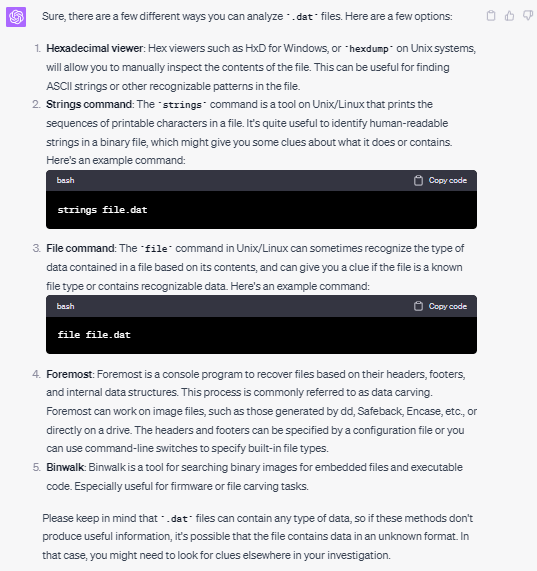 Sure, there are a few different ways you can analyze `.dat` files. Here are a few options:
1. Hexadecimal viewer: Hex viewers such as HxD for Windows, or `hexdump` on Unix systems,
will allow you to manually inspect the contents of the file. This can be useful for finding
ASCII strings or other recognizable patterns in the file.
2. Strings command: The `strings` command is a tool on Unix/Linux that prints the
sequences of printable characters in a file. It's quite useful to identify human-readable
strings in a binary file, which might give you some clues about what it does or contains.
Here's an example command:
bash Copy code
strings file.dat
3. File command: The `file` command in Unix/Linux can sometimes recognize the type of
data contained in a file based on its contents, and can give you a clue if the file is a known
file type or contains recognizable data. Here's an example command:
bash Copy code
file file.dat
4. Foremost: Foremost is a console program to recover files based on their headers, footers,
and internal data structures. This process is commonly referred to as data carving.
Foremost can work on image files, such as those generated by dd, Safeback, Encase, etc., or
directly on a drive. The headers and footers can be specified by a configuration file or you
can use command-line switches to specify built-in file types.
5. Binwalk: Binwalk is a tool for searching binary images for embedded files and executable
code. Especially useful for firmware or file carving tasks.
Please keep in mind that `.dat` files can contain any type of data, so if these methods don't
produce useful information, it's possible that the file contains data in an unknown format. In
that case, you might need to look for clues elsewhere in your investigation.